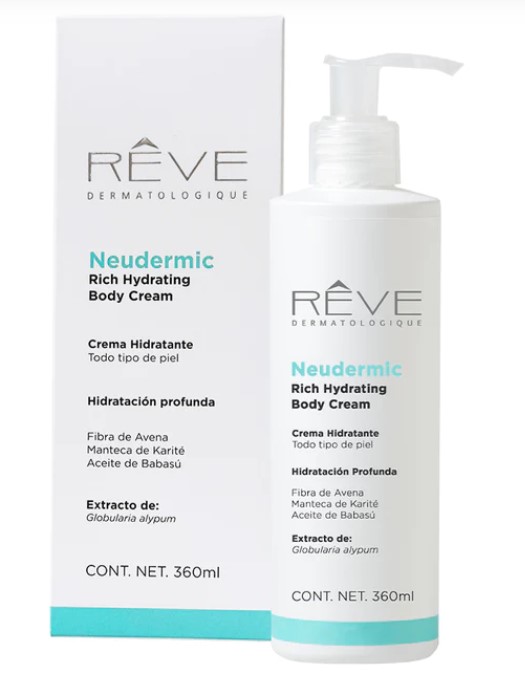 RÊVE
DERMATOLOGIQUE
Neudermic
Rich Hydrating
Body Cream
Crema Hidratante
Todo tipo de piel
Hidratación profunda
Fibra de Avena
Manteca de Karité
Aceite de Babasú
Extracto de:
Globularia alypum
CONT. NET. 360ml
RÊVE
DERMATOLOGIQUE
Neudermic
Rich Hydrating
Body Cream
Crema Hidratante
Todo tipo de piel
Hidratación Profunda
Fibra de Avena
Manteca de Karité
Aceite de Babasú
Extracto de:
Globularia alypum
CONT. NET. 360ml